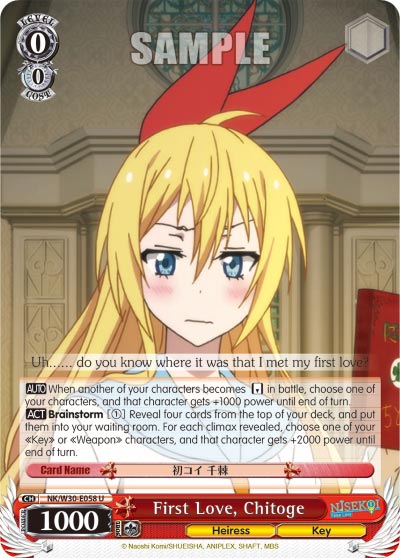 LEVEL
0
0
COST
SAMPLE
Uh...... do you know where it was that I met my first love?
AUTO When another of your characters becomes [▼] in battle, choose one of
your characters, and that character gets +1000 power until end of turn.
ACT Brainstorm [①] Reveal four cards from the top of your deck, and put
them into your waiting room. For each climax revealed, choose one of your
«Key» or «Weapon» characters, and that character gets +2000 power
until end of turn.
Card Name
初コイ 千棘
CH NK/W30-E058 U
POWER
1000
First Love, Chitoge
NISEKOI
Heiress
Key
© Naoshi Komi/SHUEISHA, ANIPLEX, SHAFT, MBS